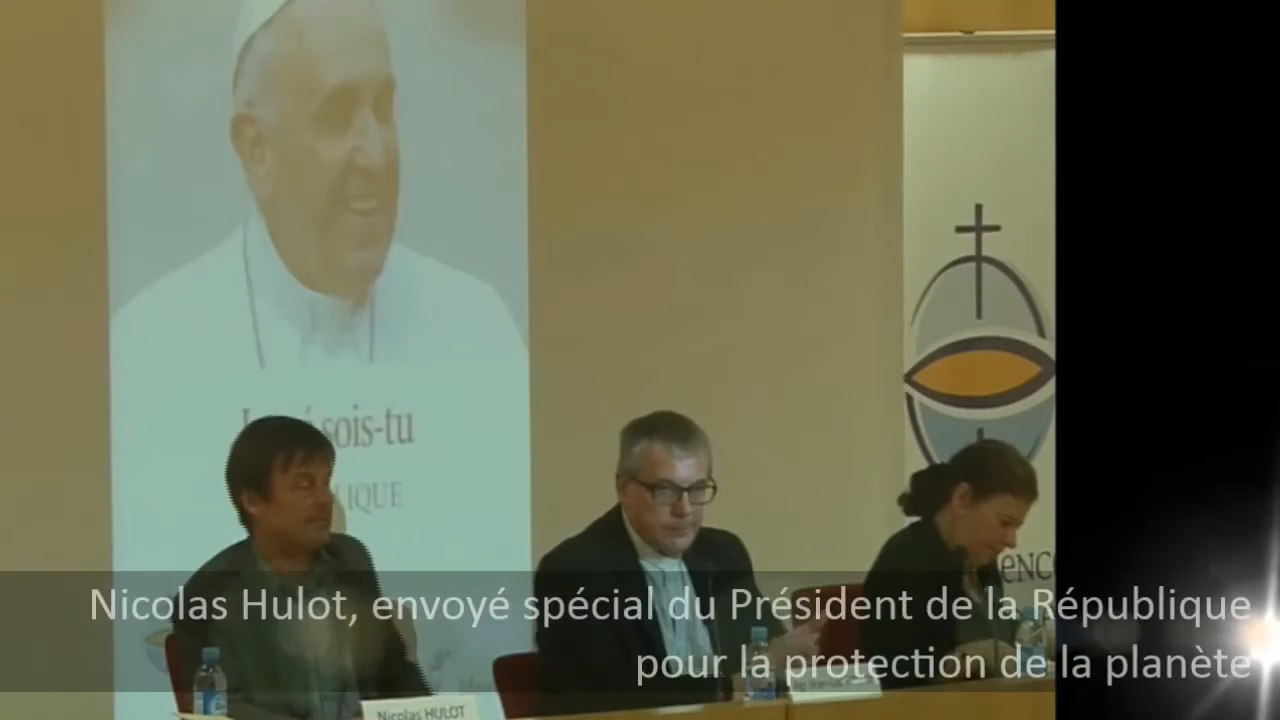 sois-tu
Nicolas Hulot, envoyé spécial du Président de la République
pour la protection de la planète
Nicolas HULOT